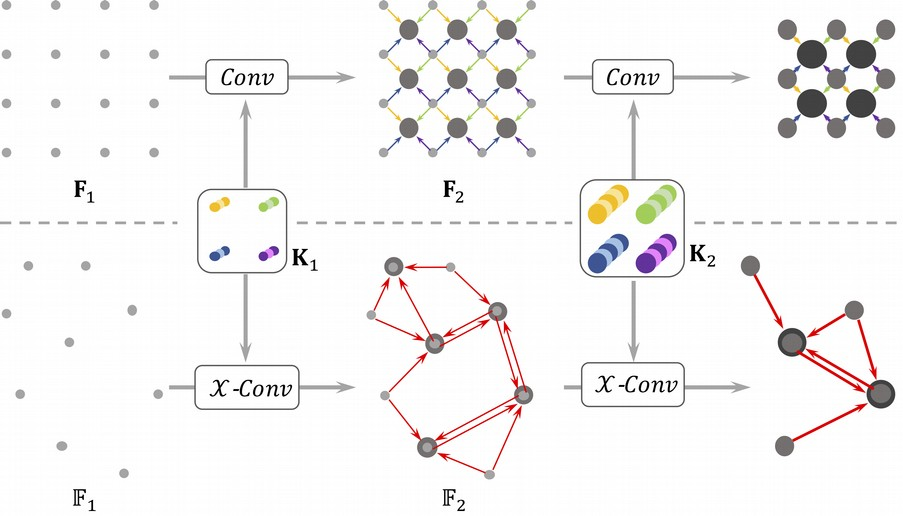 Conv
Conv
F₁
F₂
K₁
K₂
𝒳-Conv
𝒳-Conv
𝔽₁
𝔽₂